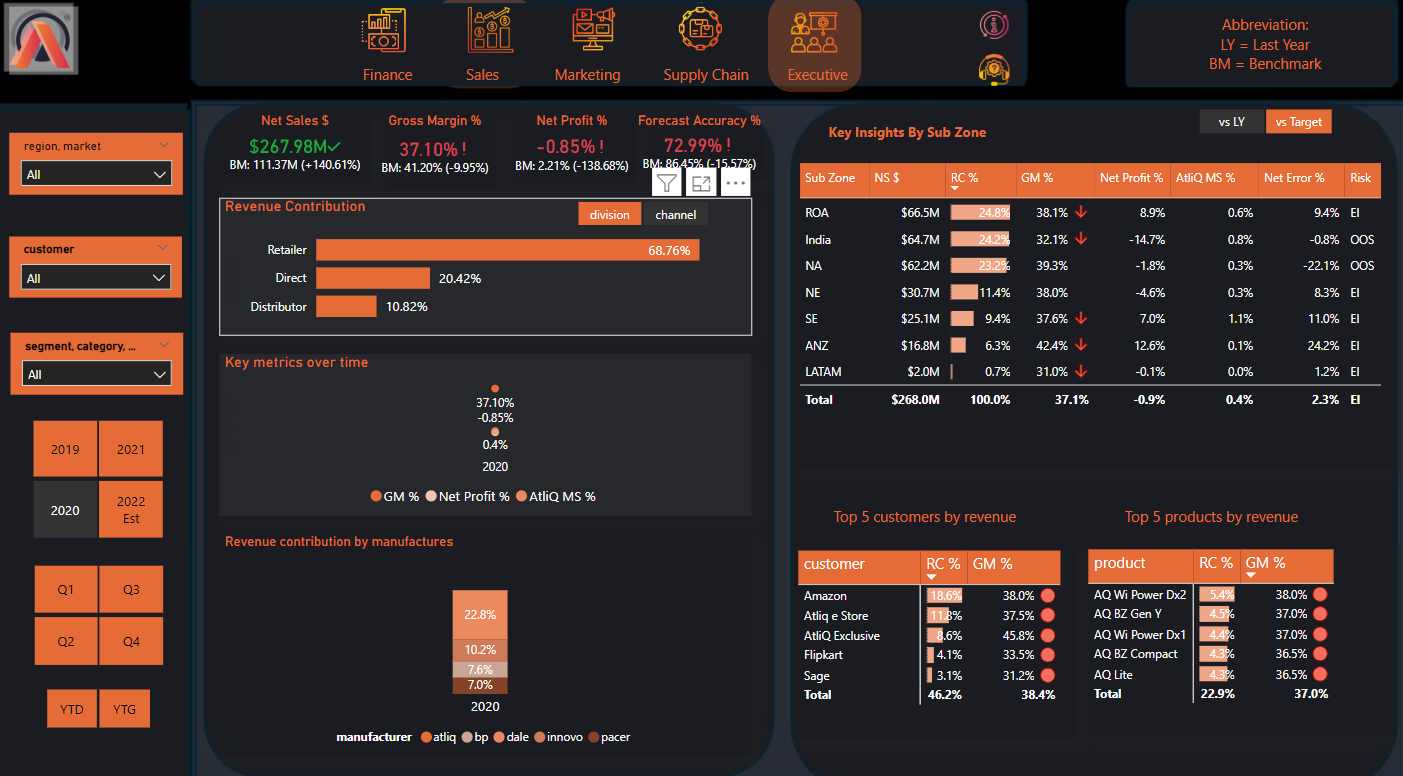 Finance
Sales
Marketing
Supply Chain
Executive
Abbreviation:
LY = Last Year
BM = Benchmark
region, market
All
customer
All
segment, category, ...
All
2019
2021
2020
2022
Est
Q1
Q3
Q2
Q4
YTD
YTG
Net Sales $
$267.98M
BM: 111.37M (+140.61%)
Gross Margin %
37.10% !
BM: 41.20% (-9.95%)
Net Profit %
-0.85% !
BM: 2.21% (-138.68%)
Forecast Accuracy %
72.99% !
BM: 86.45% (-15.57%)
Revenue Contribution
division
channel
Retailer 68.76%
Direct 20.42%
Distributor 10.82%
Key metrics over time
37.10%
-0.85%
0.4%
2020
GM % Net Profit % AtliQ MS %
Revenue contribution by manufactures
22.8%
10.2%
7.6%
7.0%
2020
manufacturer atliq bp dale innovo pacer
Key Insights By Sub Zone
vs LY
vs Target
Sub Zone NS $ RC % GM % Net Profit % AtliQ MS % Net Error % Risk
ROA $66.5M 24.8% 38.1% 8.9% 0.6% 9.4% EI
India $64.7M 24.2% 32.1% -14.7% 0.8% -0.8% OOS
NA $62.2M 23.2% 39.3% -1.8% 0.3% -22.1% OOS
NE $30.7M 11.4% 38.0% -4.6% 0.3% 8.3% EI
SE $25.1M 9.4% 37.6% 7.0% 1.1% 11.0% EI
ANZ $16.8M 6.3% 42.4% 12.6% 0.1% 24.2% EI
LATAM $2.0M 0.7% 31.0% -0.1% 0.0% 1.2% EI
Total $268.0M 100.0% 37.1% -0.9% 0.4% 2.3% EI
Top 5 customers by revenue
customer RC % GM %
Amazon 18.6% 38.0%
Atliq e Store 11.8% 37.5%
AtliQ Exclusive 8.6% 45.8%
Flipkart 4.1% 33.5%
Sage 3.1% 31.2%
Total 46.2% 38.4%
Top 5 products by revenue
product RC % GM %
AQ Wi Power Dx2 5.4% 38.0%
AQ BZ Gen Y 4.5% 37.0%
AQ Wi Power Dx1 4.4% 37.0%
AQ BZ Compact 4.3% 36.5%
AQ Lite 4.3% 36.5%
Total 22.9% 37.0%